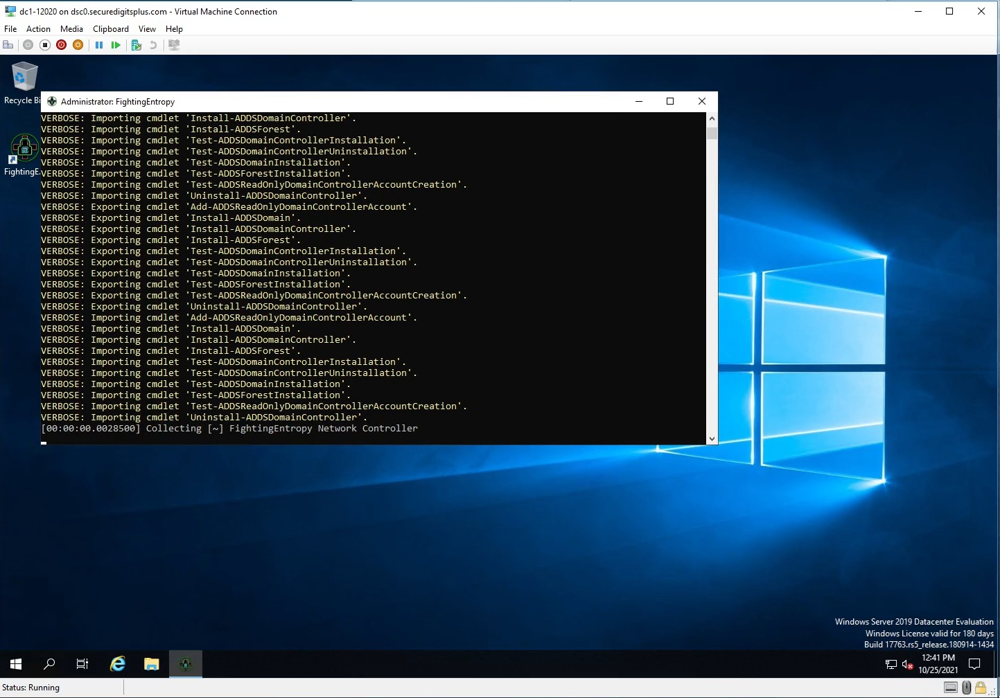 dc1-12020 on dsc0.securedigitsplus.com - Virtual Machine Connection
File Action Media Clipboard View Help
Recycle Bi
FightingE.
Administrator: FightingEntropy
VERBOSE: Importing cmdlet 'Install-ADDSDomainController'.
VERBOSE: Importing cmdlet 'Install-ADDSForest'.
VERBOSE: Importing cmdlet 'Test-ADDSDomainControllerInstallation'.
VERBOSE: Importing cmdlet 'Test-ADDSDomainControllerUninstallation'.
VERBOSE: Importing cmdlet 'Test-ADDSDomainInstallation'.
VERBOSE: Importing cmdlet 'Test-ADDSForestInstallation'.
VERBOSE: Importing cmdlet 'Test-ADDSReadOnlyDomainControllerAccountCreation'.
VERBOSE: Importing cmdlet 'Uninstall-ADDSDomainController'.
VERBOSE: Exporting cmdlet 'Add-ADDSReadOnlyDomainControllerAccount'.
VERBOSE: Exporting cmdlet 'Install-ADDSDomain'.
VERBOSE: Exporting cmdlet 'Install-ADDSDomainController'.
VERBOSE: Exporting cmdlet 'Install-ADDSForest'.
VERBOSE: Exporting cmdlet 'Test-ADDSDomainControllerInstallation'.
VERBOSE: Exporting cmdlet 'Test-ADDSDomainControllerUninstallation'.
VERBOSE: Exporting cmdlet 'Test-ADDSDomainInstallation'.
VERBOSE: Exporting cmdlet 'Test-ADDSForestInstallation'.
VERBOSE: Exporting cmdlet 'Test-ADDSReadOnlyDomainControllerAccountCreation'.
VERBOSE: Exporting cmdlet 'Uninstall-ADDSDomainController'.
VERBOSE: Importing cmdlet 'Add-ADDSReadOnlyDomainControllerAccount'.
VERBOSE: Importing cmdlet 'Install-ADDSDomain'.
VERBOSE: Importing cmdlet 'Install-ADDSDomainController'.
VERBOSE: Importing cmdlet 'Install-ADDSForest'.
VERBOSE: Importing cmdlet 'Test-ADDSDomainControllerInstallation'.
VERBOSE: Importing cmdlet 'Test-ADDSDomainControllerUninstallation'.
VERBOSE: Importing cmdlet 'Test-ADDSDomainInstallation'.
VERBOSE: Importing cmdlet 'Test-ADDSForestInstallation'.
VERBOSE: Importing cmdlet 'Test-ADDSReadOnlyDomainControllerAccountCreation'.
VERBOSE: Importing cmdlet 'Uninstall-ADDSDomainController'.
[00:00:00.0028500] Collecting [~] FightingEntropy Network Controller
Windows Server 2019 Datacenter Evaluation
Windows License valid for 180 days
Build 17763.rs5_release.180914-1434
12:41 PM
10/25/2021
Status: Running